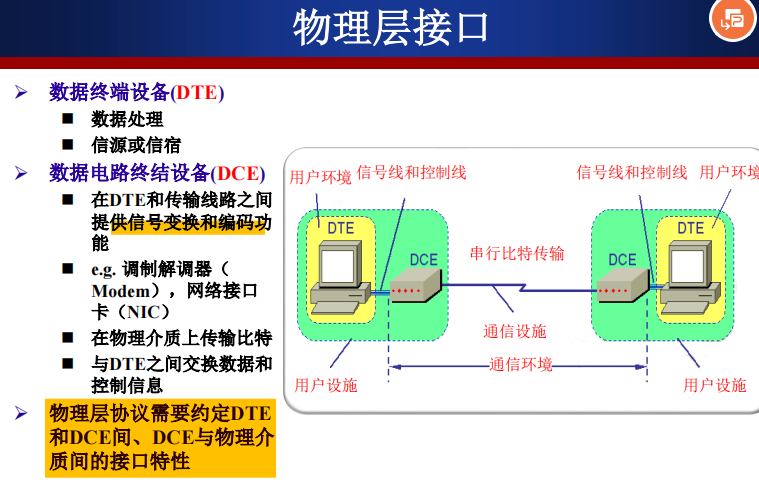 物理层接口
数据终端设备(DTE)
数据处理
信源或信宿
数据电路终结设备(DCE)
在DTE和传输线路之间
提供信号变换和编码功
能
e.g. 调制解调器（
Modem），网络接口
卡（NIC）
在物理介质上传输比特
与DTE之间交换数据和
控制信息
物理层协议需要约定DTE
和DCE间、DCE与物理介
质间的接口特性
用户环境
信号线和控制线
信号线和控制线
用户环境
DTE
DCE
串行比特传输
DCE
DTE
通信设施
通信环境
用户设施
用户设施